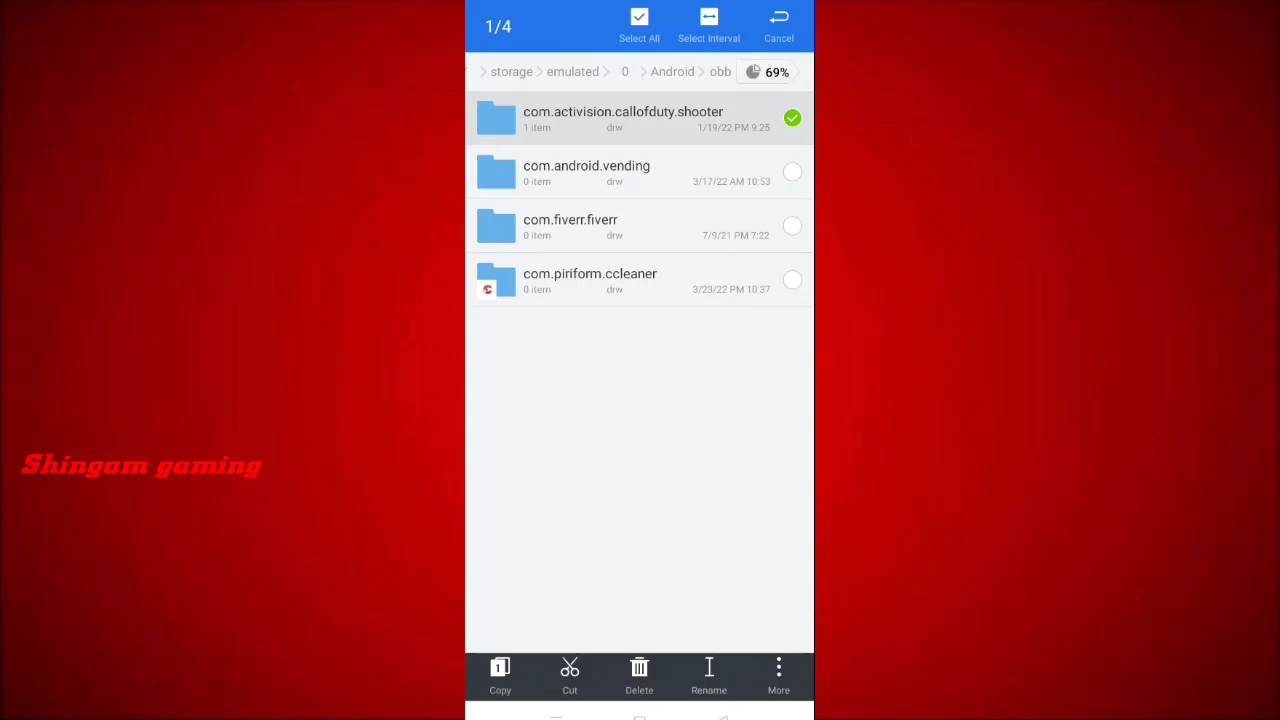 1/4
Select All
Select Interval
Cancel
storage
emulated
0
Android
obb
69%
com.activision.callofduty.shooter
1 item drw 1/19/22 PM 9:25
com.android.vending
0 item drw 3/17/22 AM 10:53
com.fiverr.fiverr
0 item drw 7/9/21 PM 7:22
com.piriform.ccleaner
0 item drw 3/23/22 PM 10:37
Shingam gaming
1
Copy
Cut
Delete
Rename
More